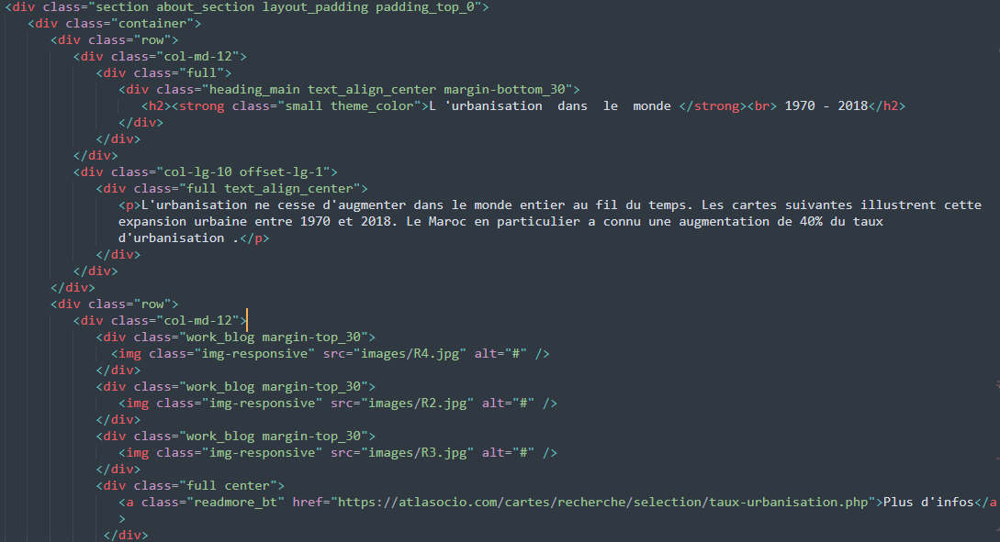 <div class="section about_section layout_padding padding_top_0">
<div class="container">
<div class="row">
<div class="col-md-12">
<div class="full">
<div class="heading_main text_align_center margin-bottom_30">
<h2><strong class="small theme_color">L 'urbanisation  dans  le  monde </strong><br> 1970 - 2018</h2>
</div>
</div>
</div>
<div class="col-lg-10 offset-lg-1">
<div class="full text_align_center">
<p>L'urbanisation ne cesse d'augmenter dans le monde entier au fil du temps. Les cartes suivantes illustrent cette
expansion urbaine entre 1970 et 2018. Le Maroc en particulier a connu une augmentation de 40% du taux
d'urbanisation .</p>
</div>
</div>
</div>
<div class="row">
<div class="col-md-12">
<div class="work_blog margin-top_30">
<img class="img-responsive" src="images/R4.jpg" alt="#" />
</div>
<div class="work_blog margin-top_30">
<img class="img-responsive" src="images/R2.jpg" alt="#" />
</div>
<div class="work_blog margin-top_30">
<img class="img-responsive" src="images/R3.jpg" alt="#" />
</div>
<div class="full center">
<a class="readmore_bt" href="https://atlasocio.com/cartes/recherche/selection/taux-urbanisation.php">Plus d'infos</a
>
</div>